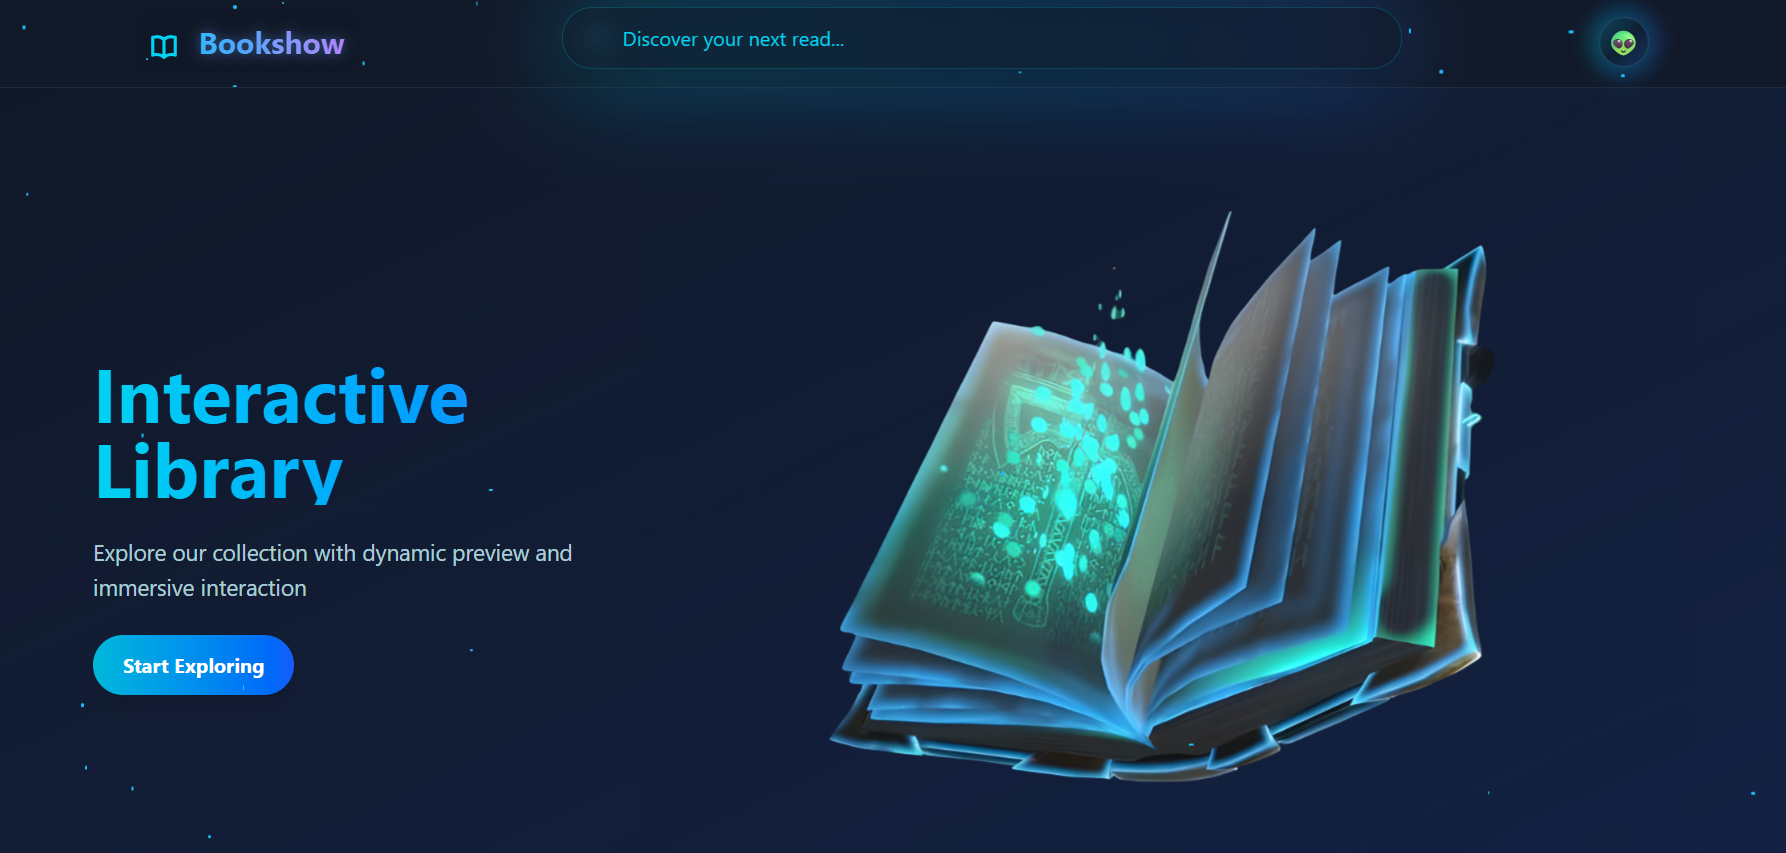 Bookshow
Discover your next read...
Interactive
Library
Explore our collection with dynamic preview and
immersive interaction
Start Exploring